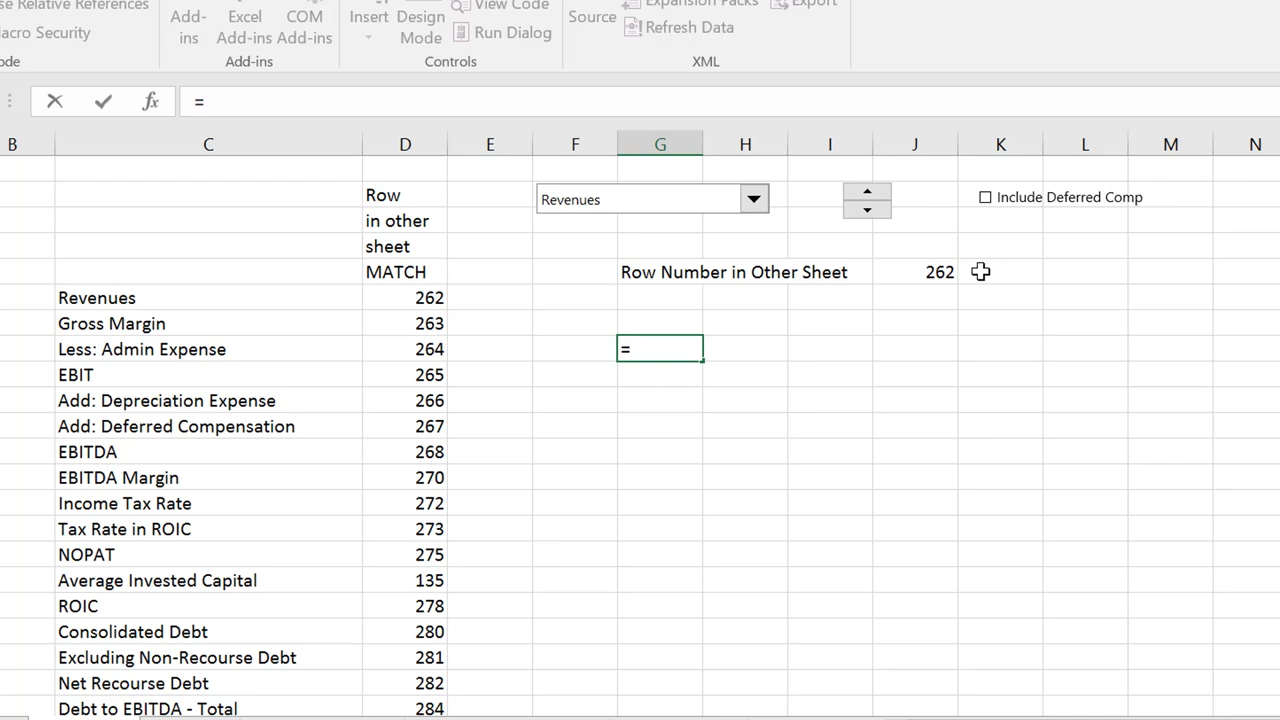 se Relative References
acro Security
ode
Add-
ins
Excel
Add-ins
COM
Add-ins
Add-ins
Insert
Design
Mode
View Code
Run Dialog
Controls
Source
Expansion Packs
Refresh Data
Export
XML
fx
=
B C D E F G H I J K L M N
Row
in other
sheet
MATCH
Revenues
Include Deferred Comp
Row Number in Other Sheet 262
Revenues 262
Gross Margin 263
Less: Admin Expense 264
=
EBIT 265
Add: Depreciation Expense 266
Add: Deferred Compensation 267
EBITDA 268
EBITDA Margin 270
Income Tax Rate 272
Tax Rate in ROIC 273
NOPAT 275
Average Invested Capital 135
ROIC 278
Consolidated Debt 280
Excluding Non-Recourse Debt 281
Net Recourse Debt 282
Debt to EBITDA - Total 284